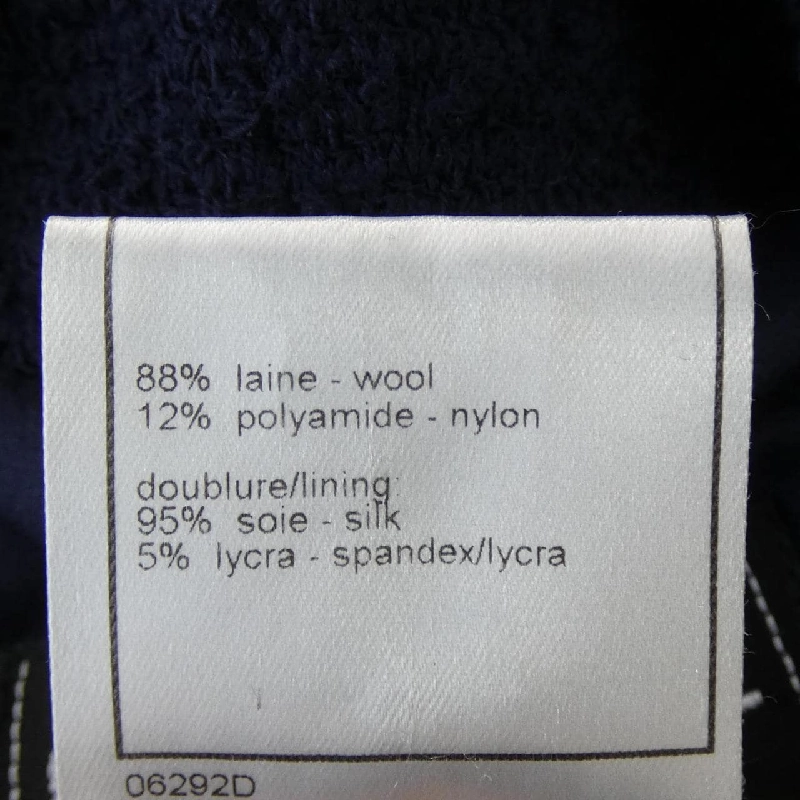 88% laine - wool
12% polyamide - nylon
doublure/lining:
95% soie - silk
5% lycra - spandex/lycra
06292D